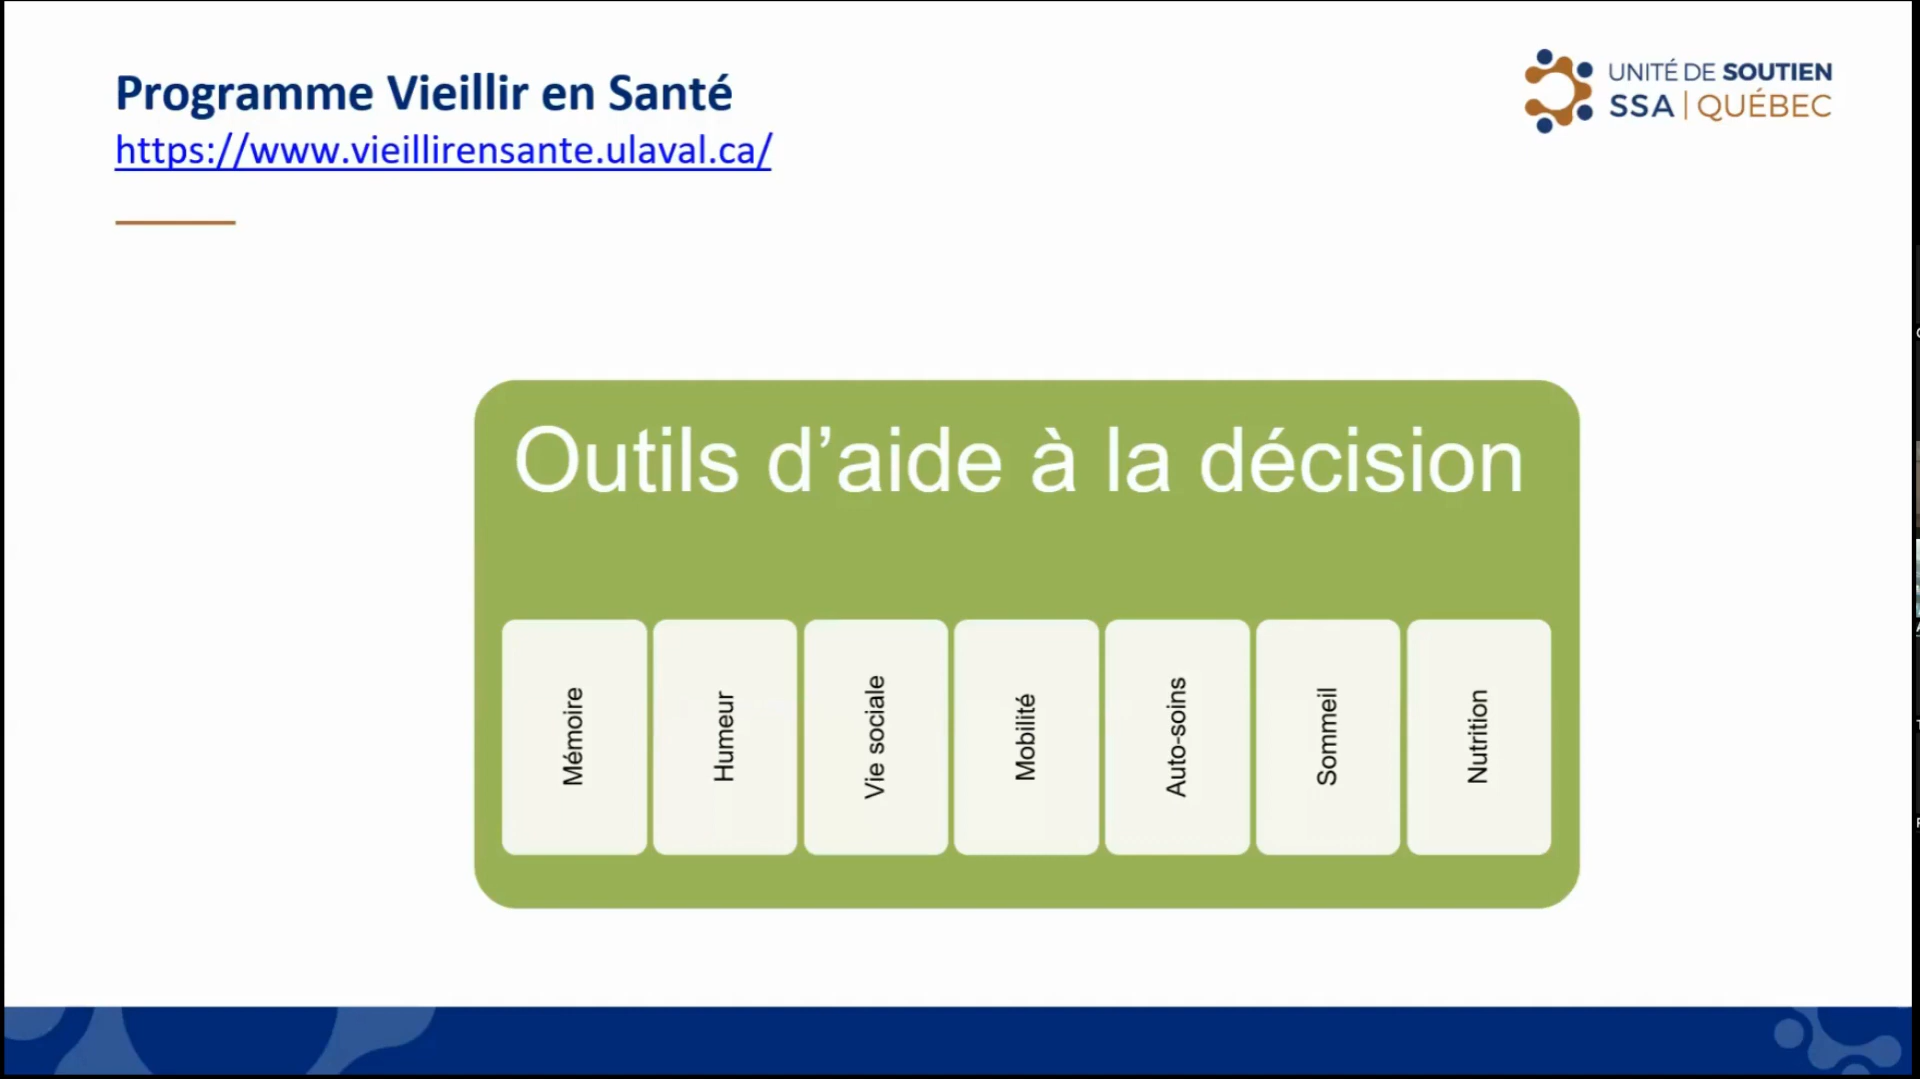 Programme Vieillir en Santé
https://www.vieillirensante.ulaval.ca/
UNITÉ DE SOUTIEN
SSA | QUÉBEC
Outils d’aide à la décision
Mémoire
Humeur
Vie sociale
Mobilité
Auto-soins
Sommeil
Nutrition